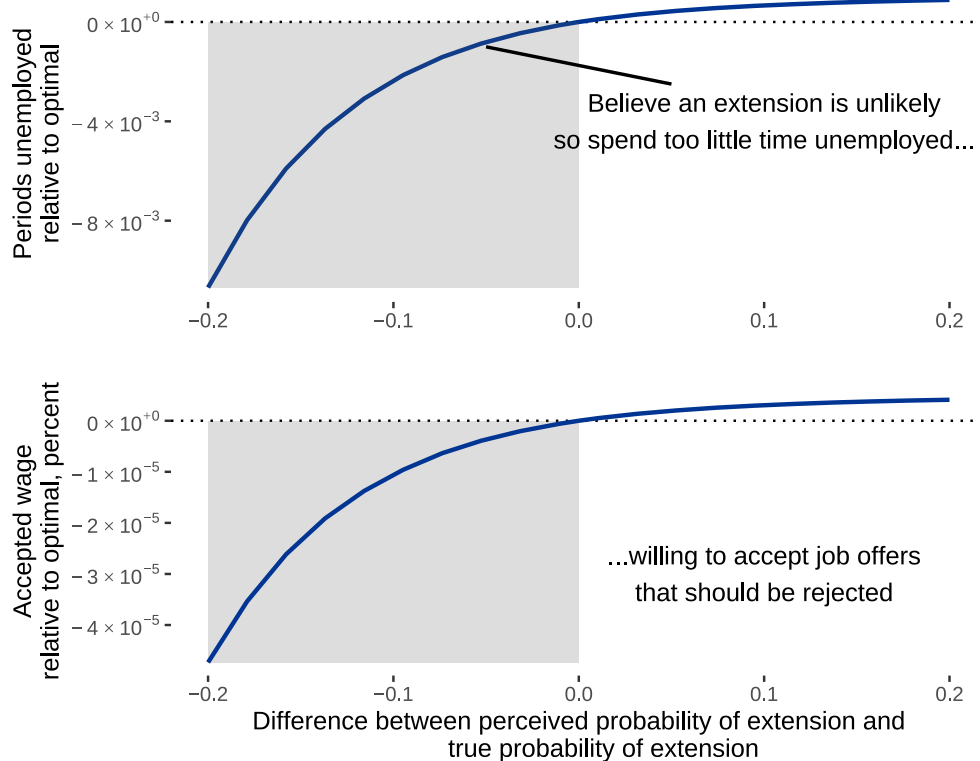 Periods unemployed
relative to optimal
0 × 10⁺⁰
− 4 × 10⁻³
− 8 × 10⁻³
Believe an extension is unlikely
so spend too little time unemployed...
−0.2 −0.1 0.0 0.1 0.2
Accepted wage
relative to optimal, percent
0 × 10⁺⁰
− 1 × 10⁻⁵
− 2 × 10⁻⁵
− 3 × 10⁻⁵
− 4 × 10⁻⁵
...willing to accept job offers
that should be rejected
−0.2 −0.1 0.0 0.1 0.2
Difference between perceived probability of extension and
true probability of extension